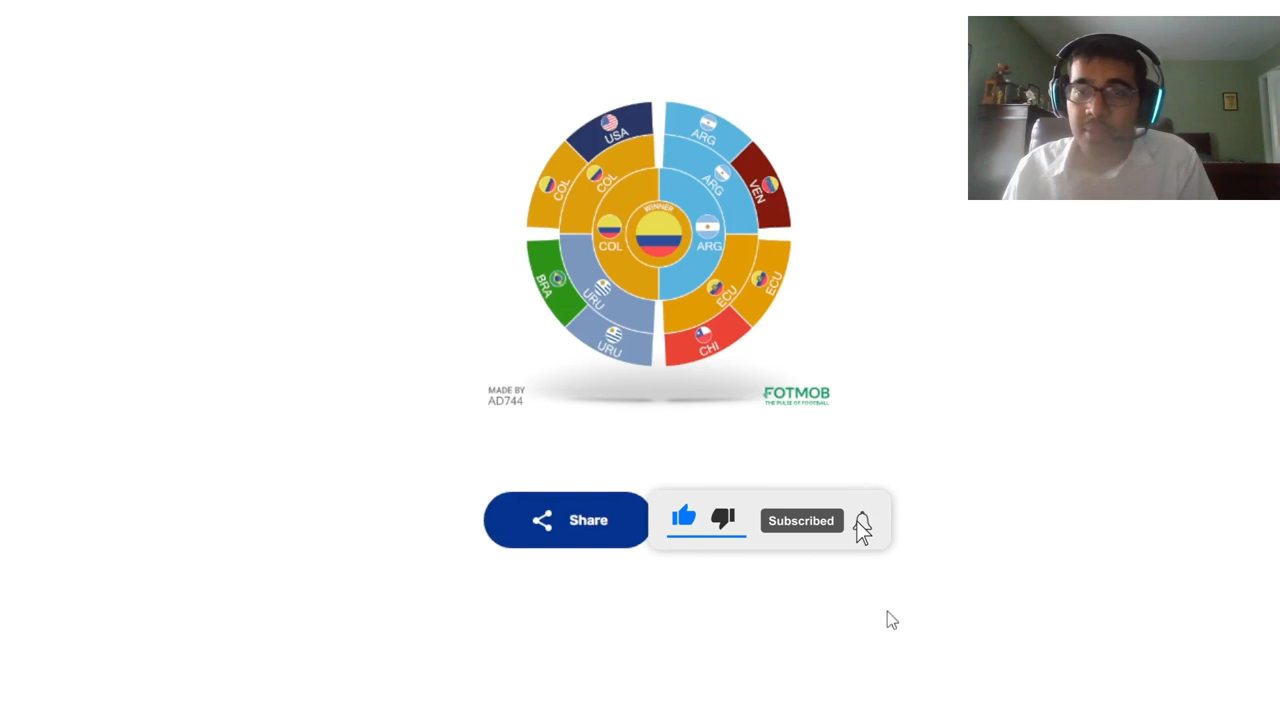 USA
ARG
COL
COL
ARG
VEN
WINNER
COL
ARG
BRA
URU
ECU
ECU
URU
CHI
MADE BY
AD744
FOTMOB
THE PULSE OF FOOTBALL
Share
Subscribed